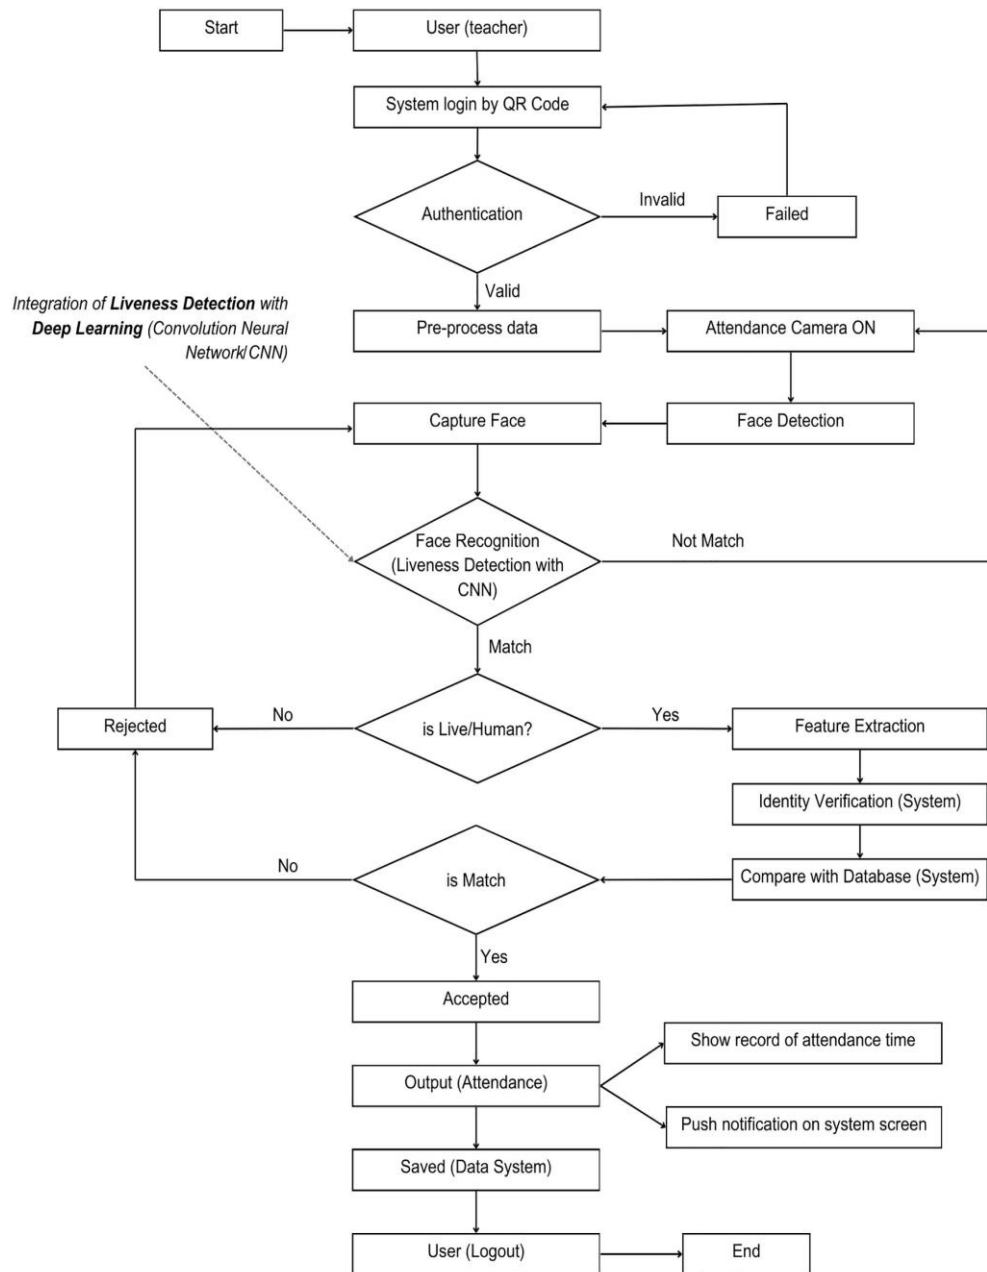 Start
User (teacher)
System login by QR Code
Authentication
Invalid
Failed
Valid
Integration of Liveness Detection with
Deep Learning (Convolution Neural
Network/CNN)
Pre-process data
Attendance Camera ON
Capture Face
Face Detection
Face Recognition
(Liveness Detection with
CNN)
Not Match
Match
Rejected
No
is Live/Human?
Yes
Feature Extraction
Identity Verification (System)
No
is Match
Compare with Database (System)
Yes
Accepted
Show record of attendance time
Output (Attendance)
Push notification on system screen
Saved (Data System)
User (Logout)
End